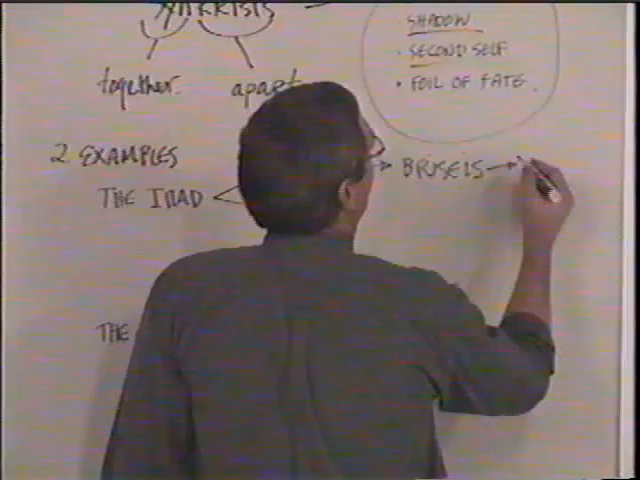 SHADOW
together
apart
· SECOND SELF
· FOIL OF FATE.
2 EXAMPLES
THE ILIAD
→ BRISEIS →
THE